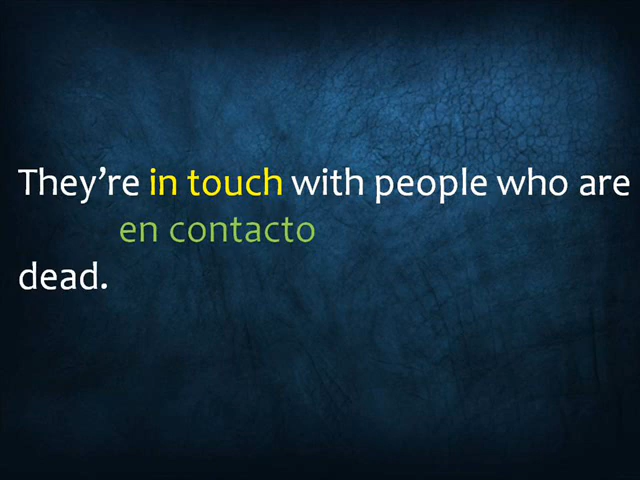 They’re in touch with people who are
en contacto
dead.